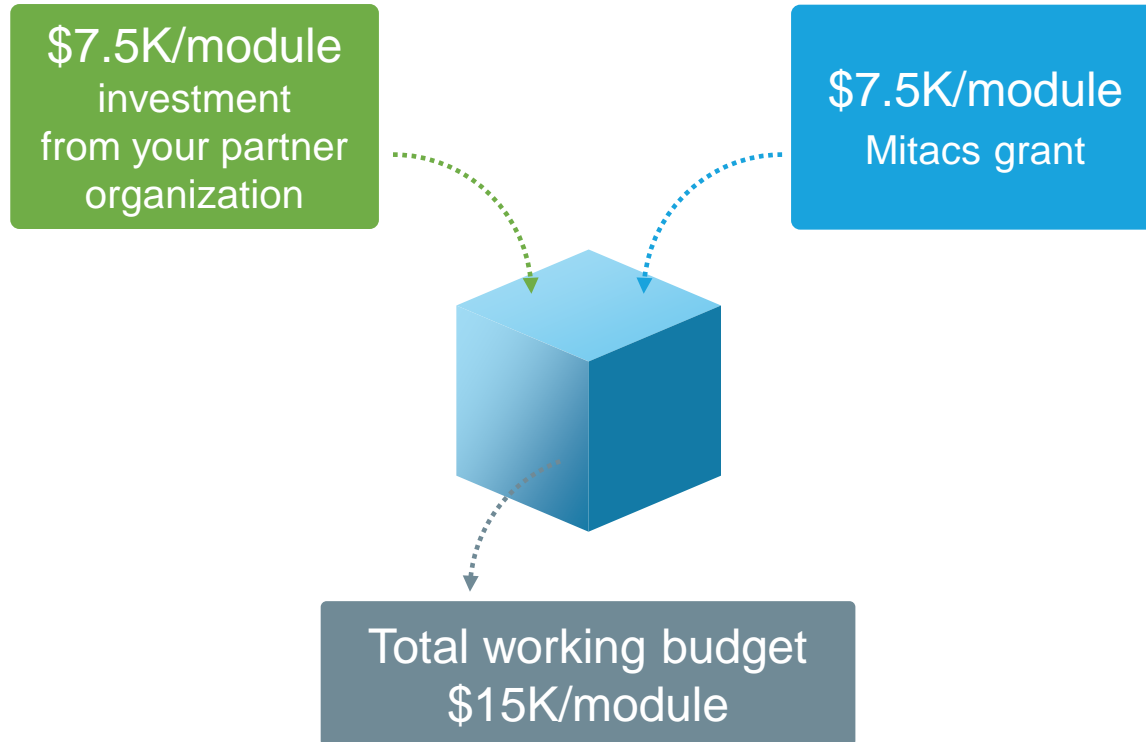 $7.5K/module
investment
from your partner
organization
$7.5K/module
Mitacs grant
Total working budget
$15K/module